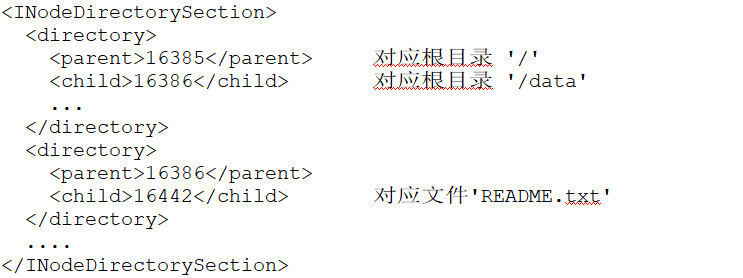 <INodeDirectorySection>
<directory>
<parent>16385</parent> 对应根目录 '/'
<child>16386</child> 对应根目录 '/data'
...
</directory>
<directory>
<parent>16386</parent>
<child>16442</child> 对应文件'README.txt'
</directory>
....
</INodeDirectorySection>